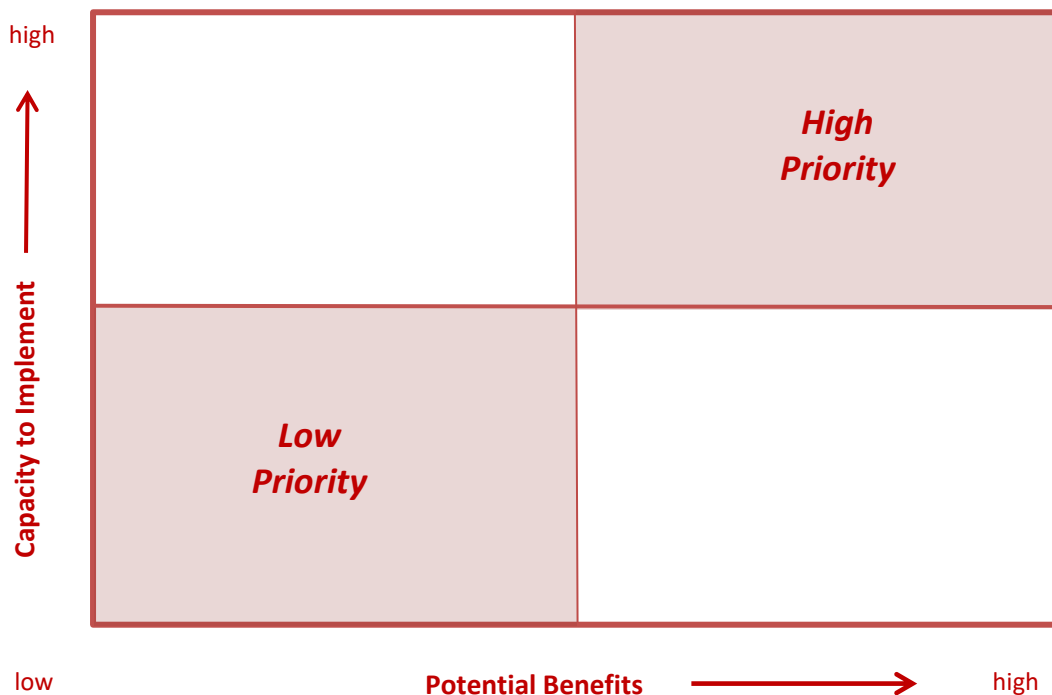 high
High
Priority
Capacity to Implement
Low
Priority
low
Potential Benefits
high